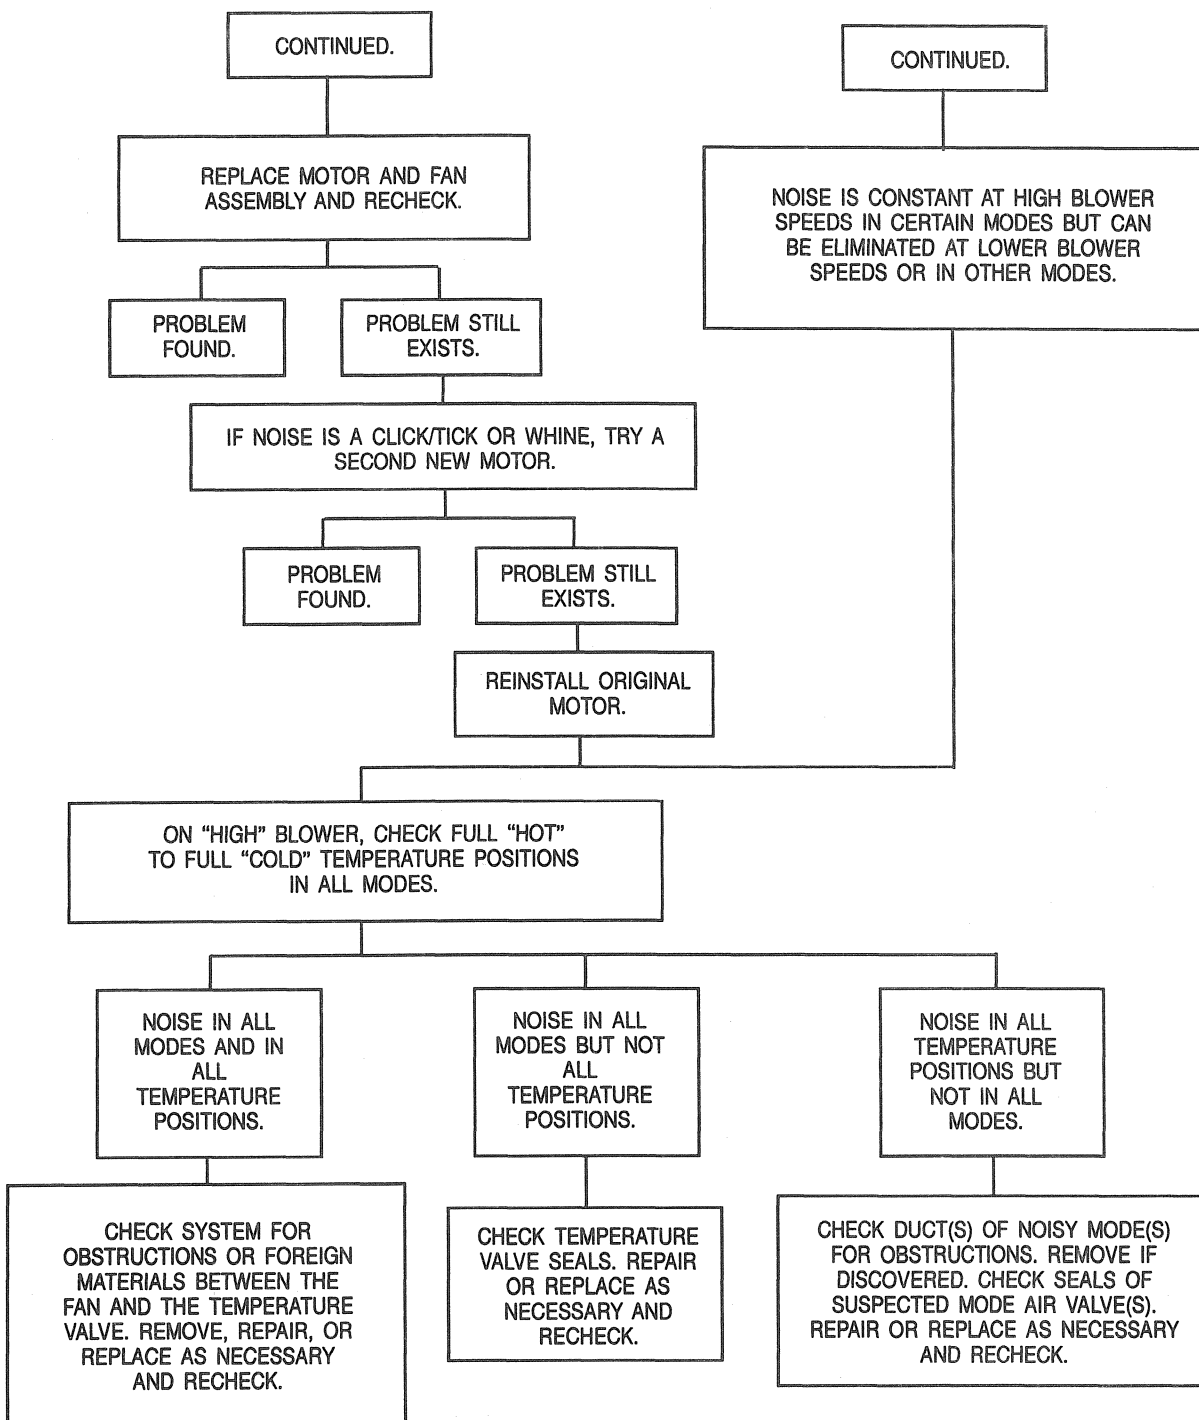 CONTINUED.
CONTINUED.
REPLACE MOTOR AND FAN
ASSEMBLY AND RECHECK.
NOISE IS CONSTANT AT HIGH BLOWER
SPEEDS IN CERTAIN MODES BUT CAN
BE ELIMINATED AT LOWER BLOWER
SPEEDS OR IN OTHER MODES.
PROBLEM
FOUND.
PROBLEM STILL
EXISTS.
IF NOISE IS A CLICK/TICK OR WHINE, TRY A
SECOND NEW MOTOR.
PROBLEM
FOUND.
PROBLEM STILL
EXISTS.
REINSTALL ORIGINAL
MOTOR.
ON “HIGH” BLOWER, CHECK FULL “HOT”
TO FULL “COLD” TEMPERATURE POSITIONS
IN ALL MODES.
NOISE IN ALL
MODES AND IN
ALL
TEMPERATURE
POSITIONS.
NOISE IN ALL
MODES BUT NOT
ALL
TEMPERATURE
POSITIONS.
NOISE IN ALL
TEMPERATURE
POSITIONS BUT
NOT IN ALL
MODES.
CHECK SYSTEM FOR
OBSTRUCTIONS OR FOREIGN
MATERIALS BETWEEN THE
FAN AND THE TEMPERATURE
VALVE. REMOVE, REPAIR, OR
REPLACE AS NECESSARY
AND RECHECK.
CHECK TEMPERATURE
VALVE SEALS. REPAIR
OR REPLACE AS
NECESSARY AND
RECHECK.
CHECK DUCT(S) OF NOISY MODE(S)
FOR OBSTRUCTIONS. REMOVE IF
DISCOVERED. CHECK SEALS OF
SUSPECTED MODE AIR VALVE(S).
REPAIR OR REPLACE AS NECESSARY
AND RECHECK.